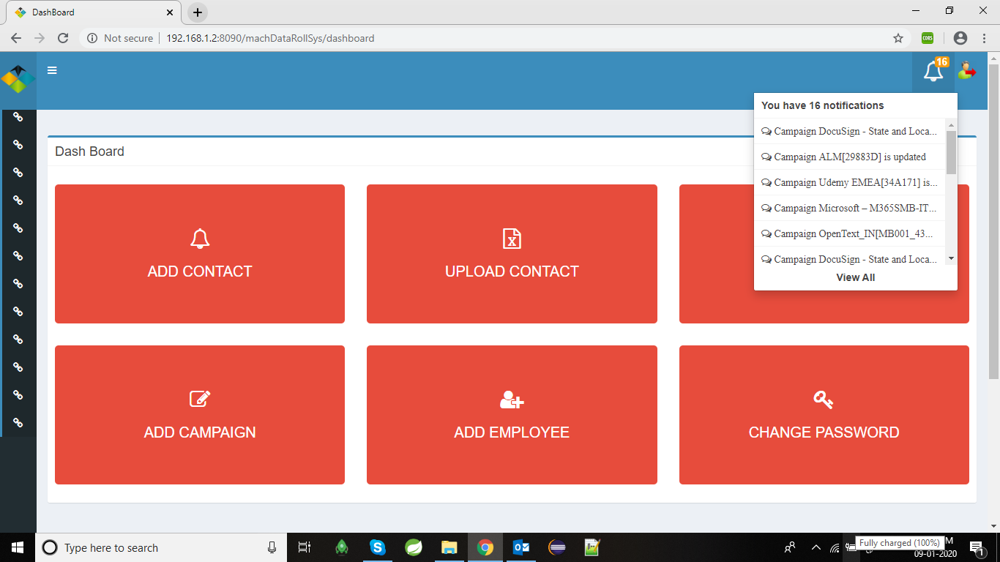 DashBoard
Not secure
192.168.1.2:8090/machDataRollSys/dashboard
CORS
16
You have 16 notifications
Campaign DocuSign - State and Loca...
Campaign ALM[29883D] is updated
Campaign Udemy EMEA[34A171] is...
Campaign Microsoft – M365SMB-IT...
Campaign OpenText_IN[MB001_43...
Campaign DocuSign - State and Loca...
View All
Dash Board
ADD CONTACT
UPLOAD CONTACT
ADD CAMPAIGN
ADD EMPLOYEE
CHANGE PASSWORD
Type here to search
Fully charged (100%)
M
09-01-2020
1